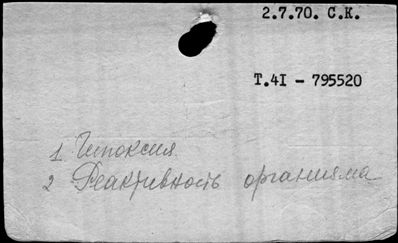 2.7.70. С.К.
Т.4I - 795520
1 Гипоксия
2 Реактивность организма